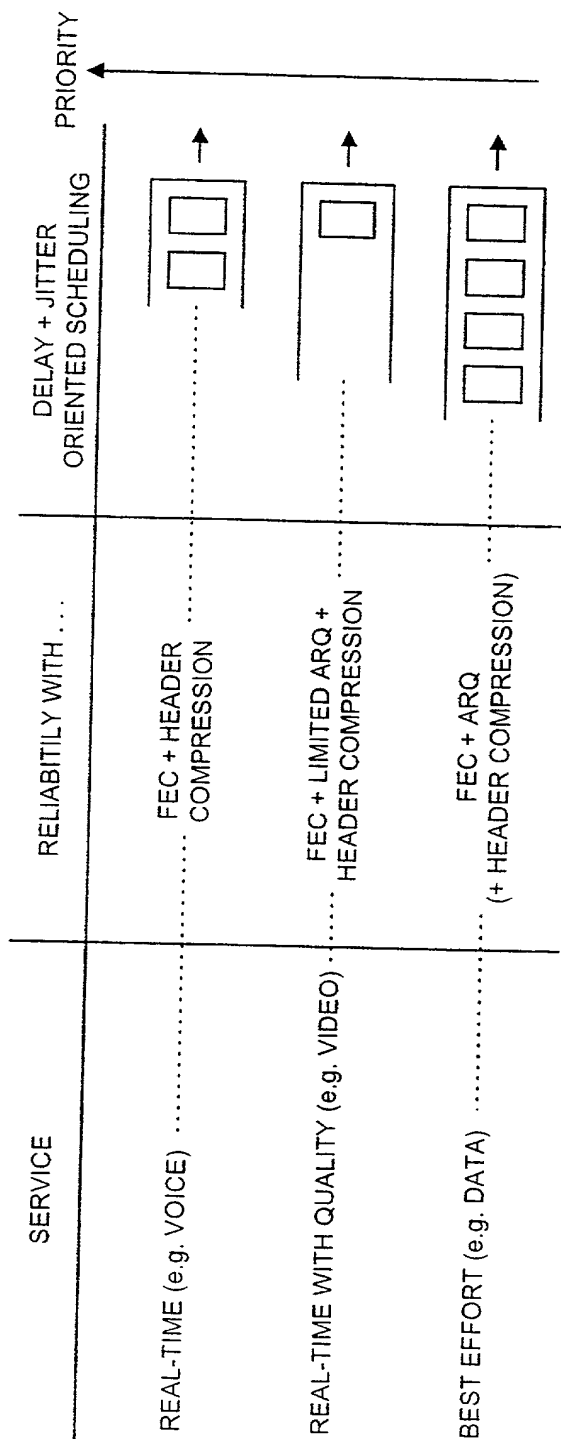 SERVICE
RELIABITILY WITH ....
DELAY + JITTER
ORIENTED SCHEDULING
PRIORITY
REAL-TIME (e.g. VOICE)
FEC + HEADER
COMPRESSION
REAL-TIME WITH QUALITY (e.g. VIDEO)
FEC + LIMITED ARQ +
HEADER COMPRESSION
BEST EFFORT (e.g. DATA)
FEC + ARQ
(+ HEADER COMPRESSION)